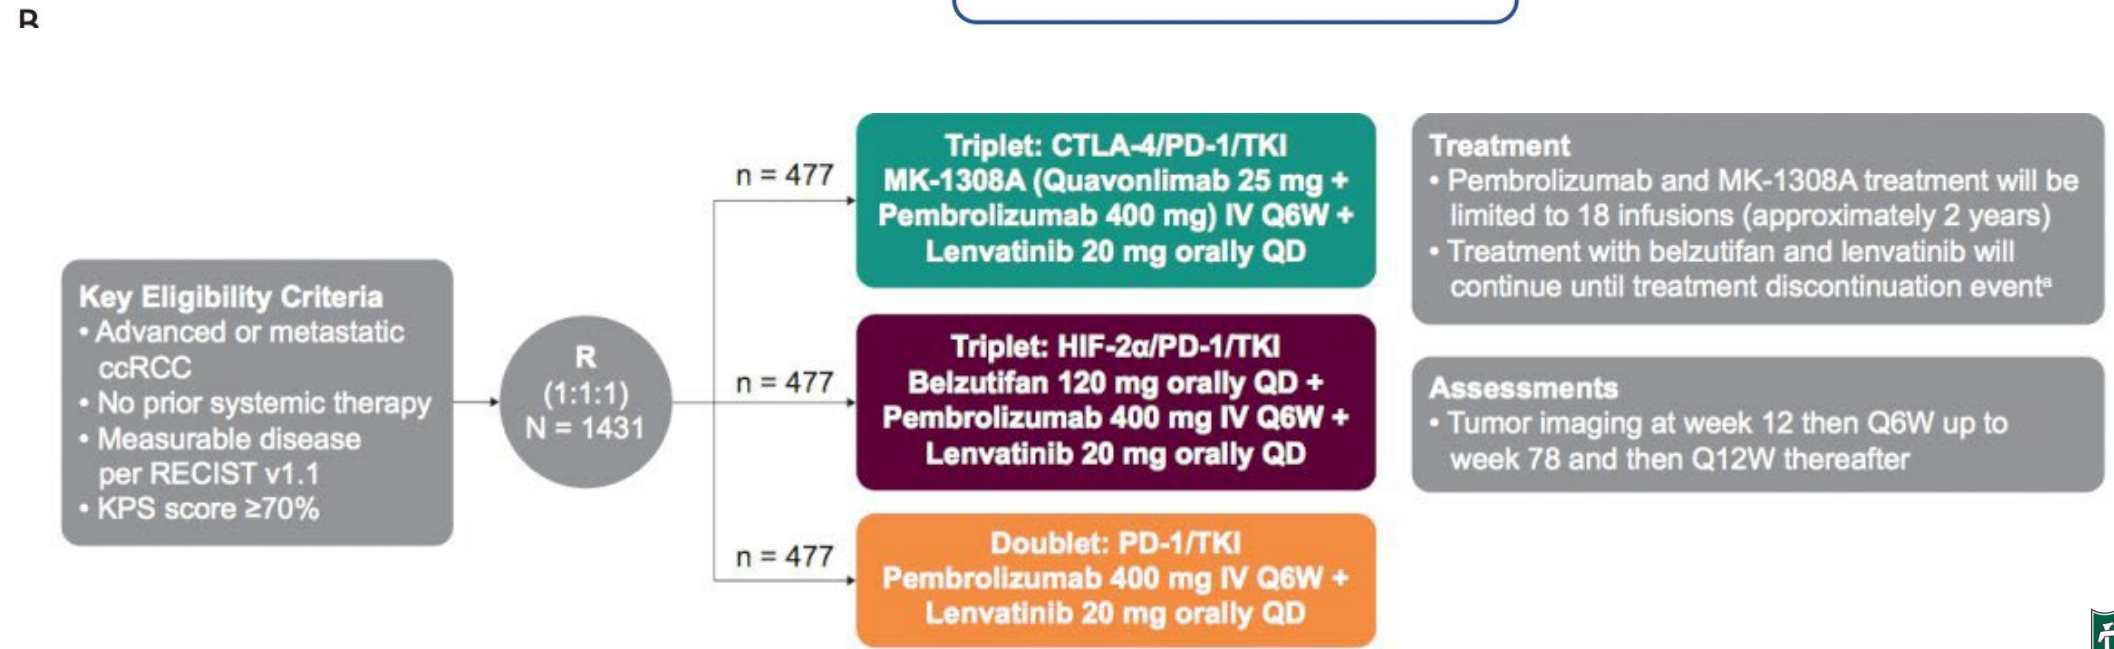 B
Key Eligibility Criteria
• Advanced or metastatic
ccRCC
• No prior systemic therapy
• Measurable disease
per RECIST v1.1
• KPS score ≥70%
R
(1:1:1)
N = 1431
n = 477
Triplet: CTLA-4/PD-1/TKI
MK-1308A (Quavonlimab 25 mg +
Pembrolizumab 400 mg) IV Q6W +
Lenvatinib 20 mg orally QD
n = 477
Triplet: HIF-2α/PD-1/TKI
Belzutifan 120 mg orally QD +
Pembrolizumab 400 mg IV Q6W +
Lenvatinib 20 mg orally QD
n = 477
Doublet: PD-1/TKI
Pembrolizumab 400 mg IV Q6W +
Lenvatinib 20 mg orally QD
Treatment
• Pembrolizumab and MK-1308A treatment will be
limited to 18 infusions (approximately 2 years)
• Treatment with belzutifan and lenvatinib will
continue until treatment discontinuation eventᵃ
Assessments
• Tumor imaging at week 12 then Q6W up to
week 78 and then Q12W thereafter